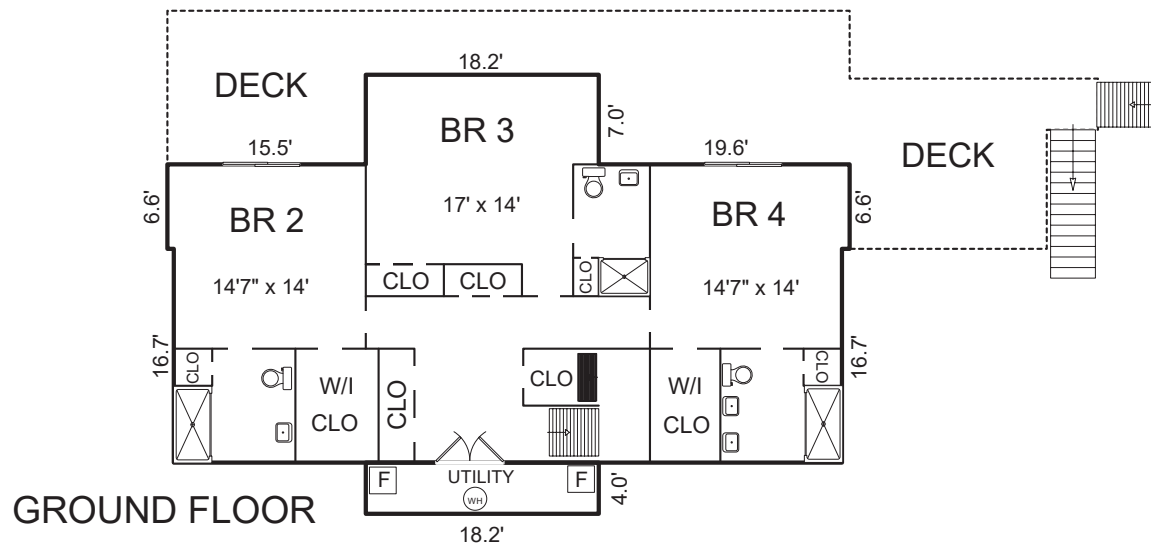 18.2'
DECK
BR 3
7.0'
15.5'
19.6'
DECK
6.6'
BR 2
17' x 14'
BR 4
6.6'
14'7" x 14'
CLO
CLO
CLO
14'7" x 14'
16.7'
CLO
W/I
CLO
CLO
CLO
W/I
CLO
CLO
16.7'
F
UTILITY
WH
F
4.0'
GROUND FLOOR
18.2'